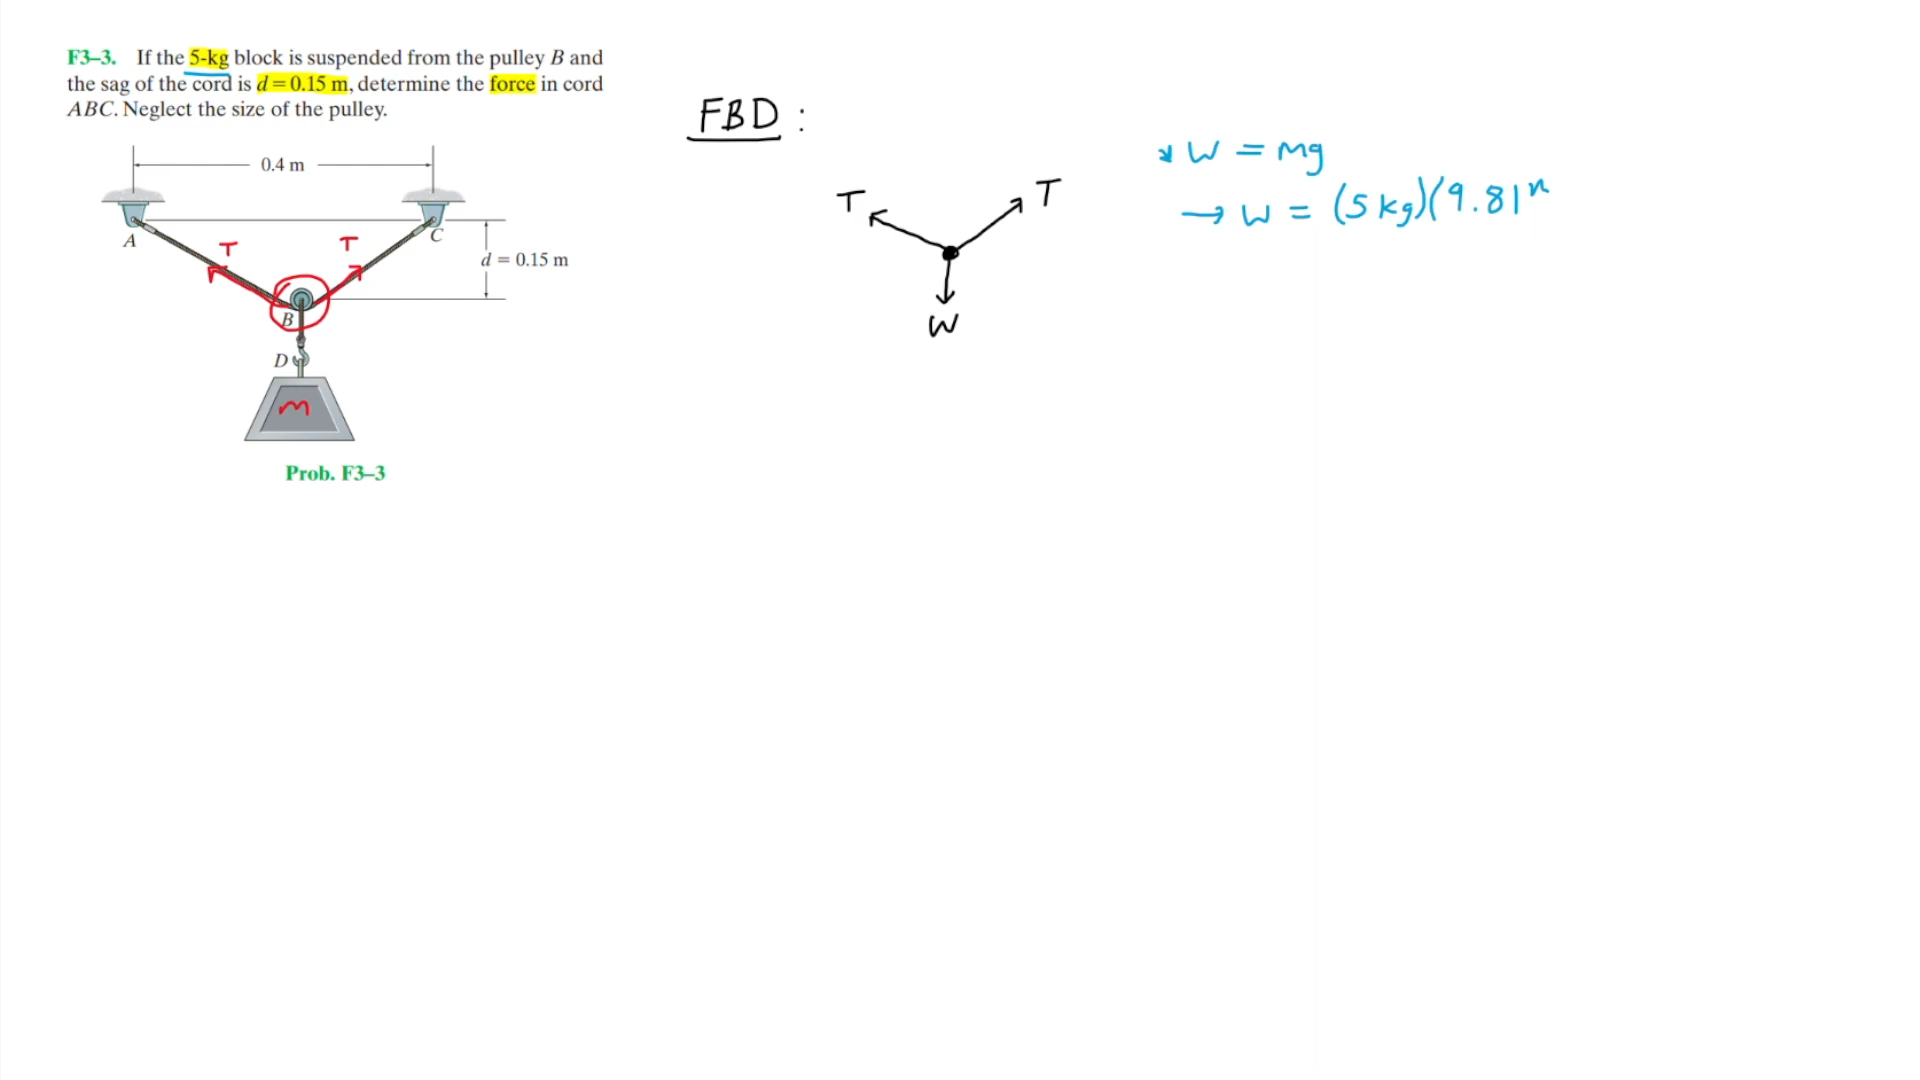 F3–3. If the 5-kg block is suspended from the pulley B and
the sag of the cord is d = 0.15 m, determine the force in cord
ABC. Neglect the size of the pulley.
0.4 m
A
T
T
C
d = 0.15 m
B
D
m
Prob. F3–3
FBD :
T
T
W
* W = mg
→ W = (5 kg)(9.81 m